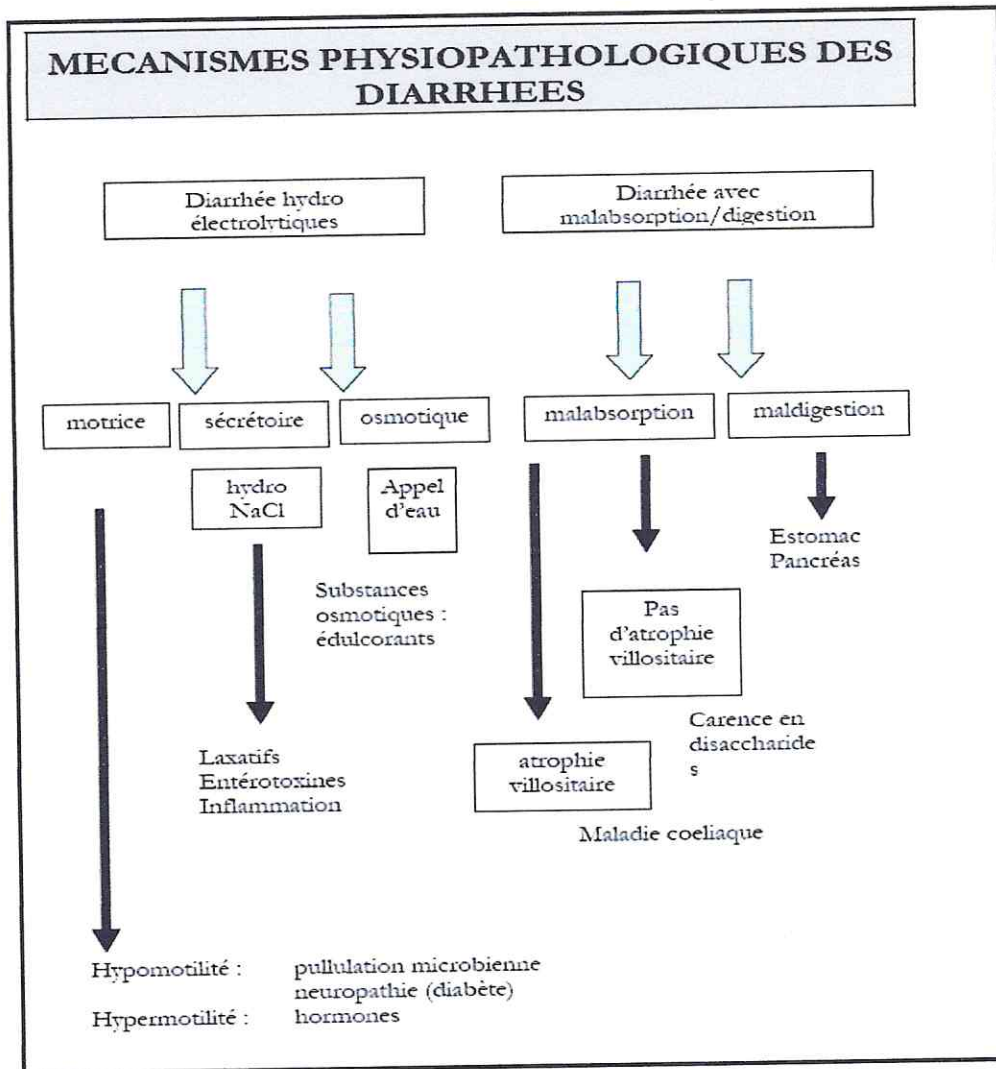 MECANISMES PHYSIOPATHOLOGIQUES DES
DIARRHEES
Diarrhée hydro
électrolytiques
Diarrhée avec
malabsorption/digestion
motrice
sécrétoire
osmotique
malabsorption
maldigestion
hydro
NaCl
Appel
d'eau
Estomac
Pancréas
Substances
osmotiques :
édulcorants
Pas
d'atrophie
villositaire
Carence en
disaccharide
s
Laxatifs
Entérotoxines
Inflammation
atrophie
villositaire
Maladie coeliaque
Hypomotilité : pullulation microbienne
neuropathie (diabète)
Hypermotilité : hormones